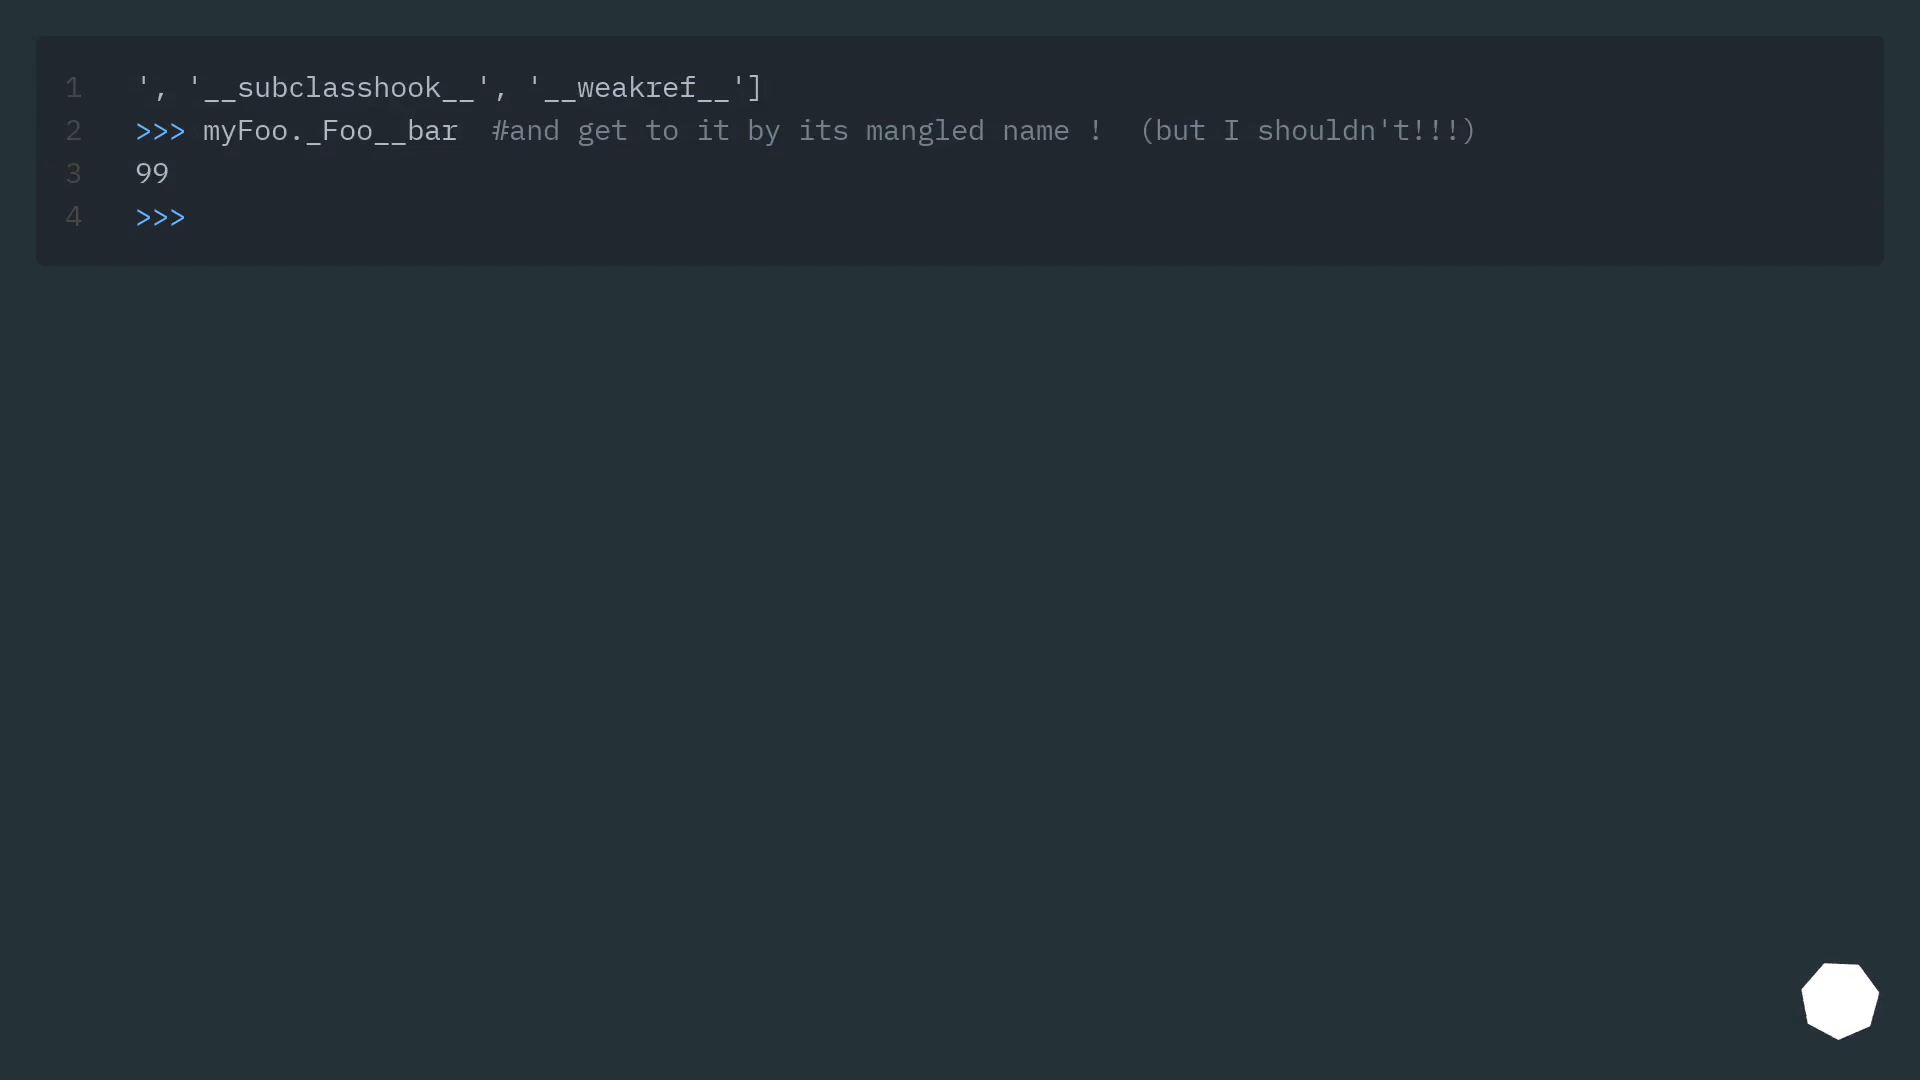 1 ', '__subclasshook__', '__weakref__']
2 >>> myFoo._Foo__bar  #and get to it by its mangled name !  (but I shouldn't!!!)
3 99
4 >>>